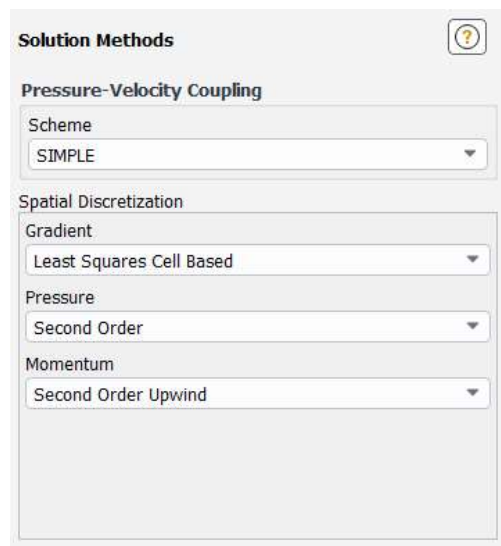 Solution Methods
?
Pressure-Velocity Coupling
Scheme
SIMPLE
Spatial Discretization
Gradient
Least Squares Cell Based
Pressure
Second Order
Momentum
Second Order Upwind